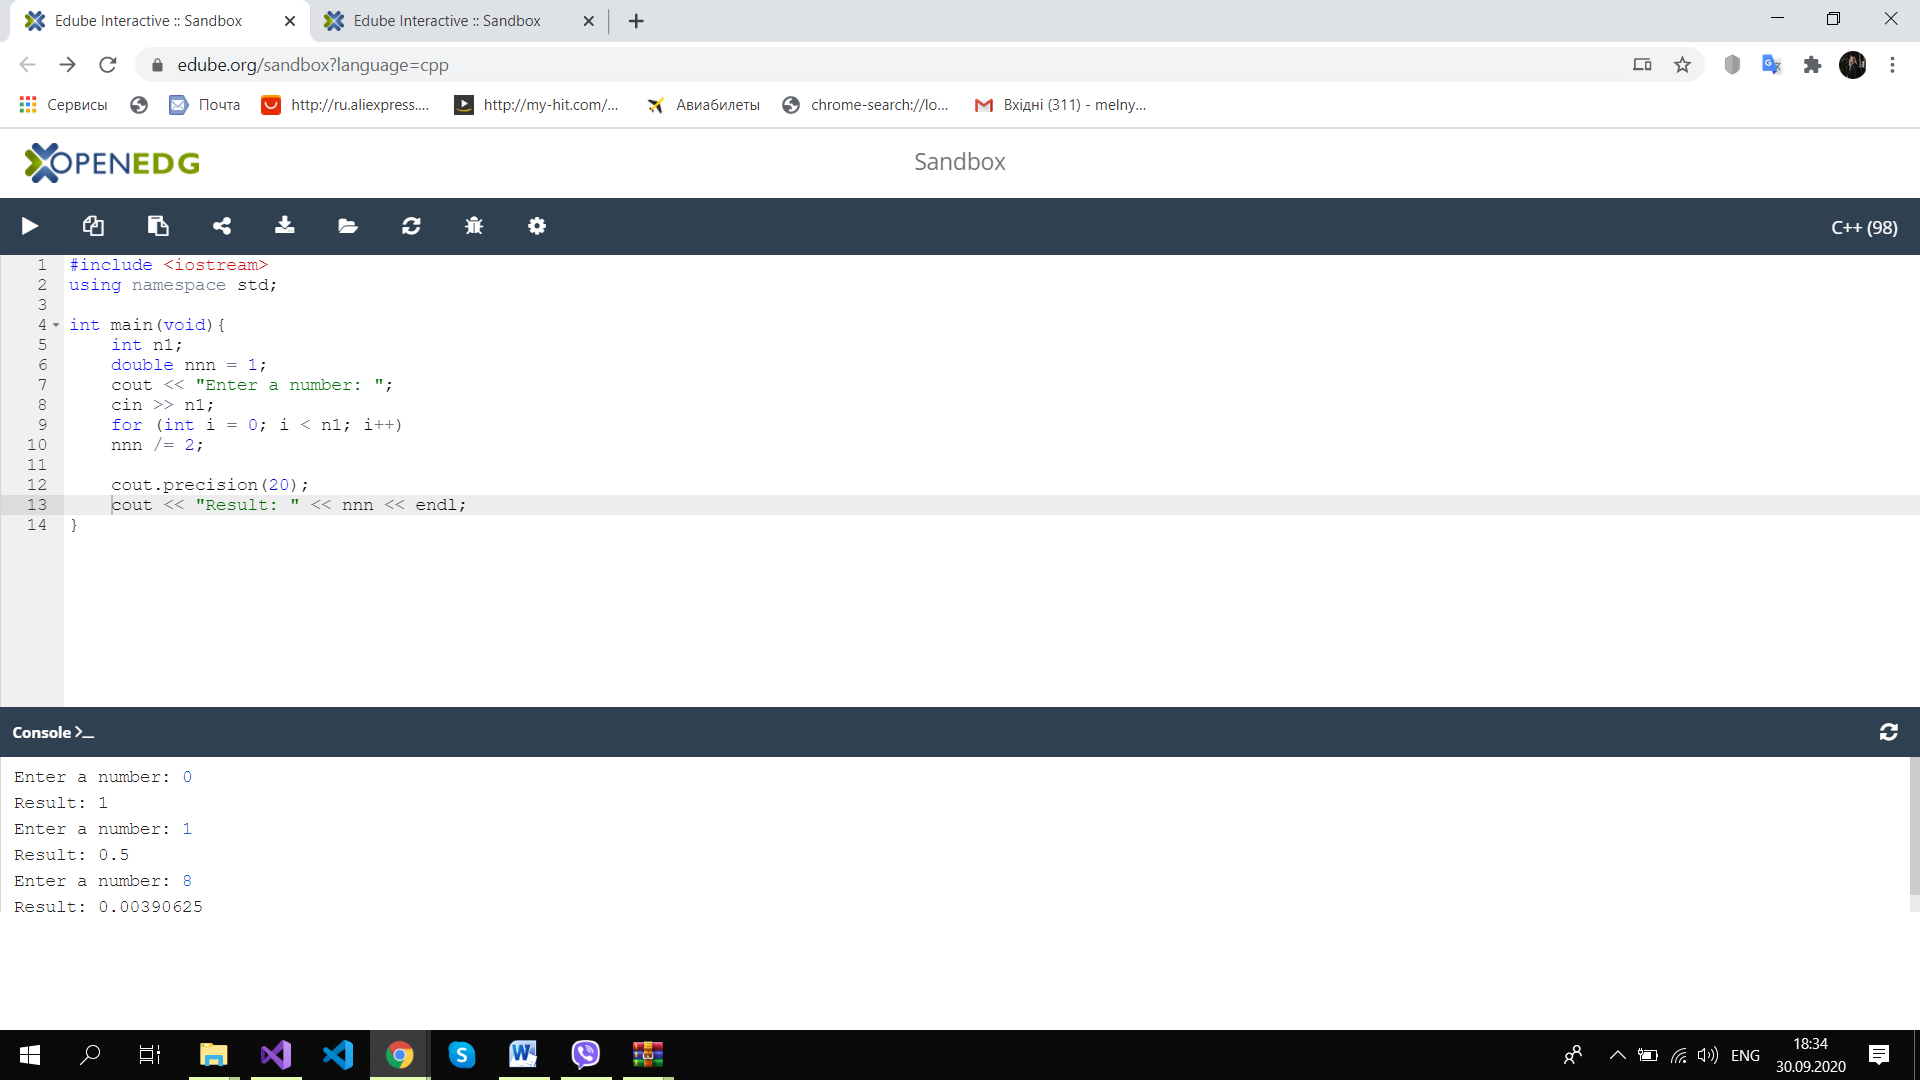 Edube Interactive :: Sandbox
Edube Interactive :: Sandbox
edube.org/sandbox?language=cpp
Сервисы
Почта
http://ru.aliexpress....
http://my-hit.com/...
Авиабилеты
chrome-search://lo...
Вхідні (311) - melny...
OPENEDG
Sandbox
C++ (98)
1 #include <iostream>
2 using namespace std;
3
4 int main(void){
5 int n1;
6 double nnn = 1;
7 cout << "Enter a number: ";
8 cin >> n1;
9 for (int i = 0; i < n1; i++)
10 nnn /= 2;
11
12 cout.precision(20);
13 cout << "Result: " << nnn << endl;
14 }
Console >_
Enter a number: 0
Result: 1
Enter a number: 1
Result: 0.5
Enter a number: 8
Result: 0.00390625
ENG
18:34
30.09.2020